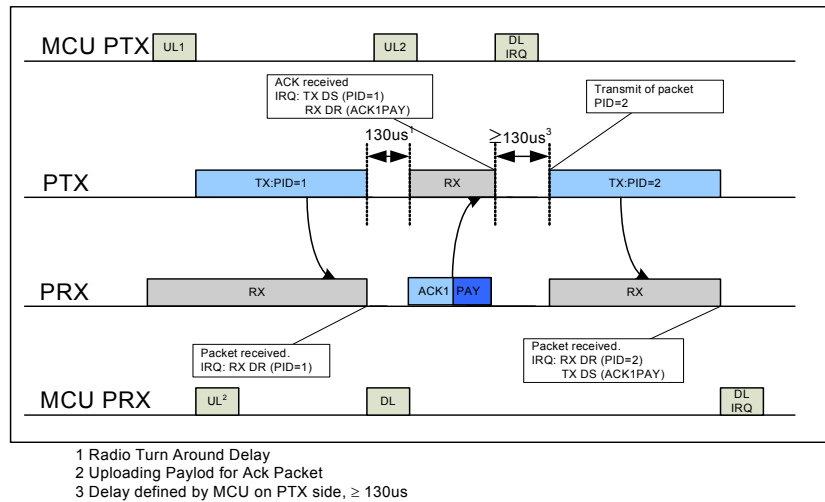 MCU PTX
UL1
UL2
DL
IRQ
ACK received
IRQ: TX DS (PID=1)
RX DR (ACK1PAY)
Transmit of packet
PID=2
130us1
≥130us3
PTX
TX:PID=1
RX
TX:PID=2
PRX
RX
ACK1 PAY
RX
Packet received.
IRQ: RX DR (PID=1)
Packet received.
IRQ: RX DR (PID=2)
TX DS (ACK1PAY)
MCU PRX
UL2
DL
DL
IRQ
1 Radio Turn Around Delay
2 Uploading Paylod for Ack Packet
3 Delay defined by MCU on PTX side, ≥ 130us